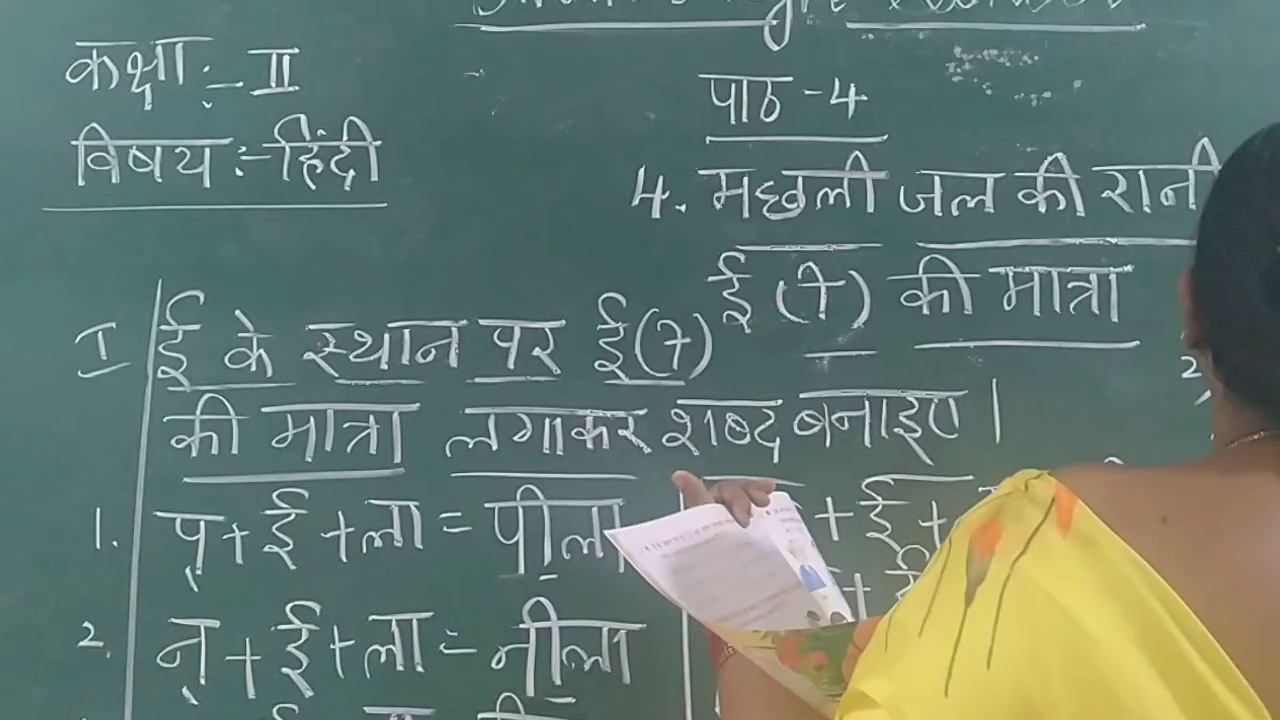 कक्षा :- II
विषय :- हिंदी
पाठ - 4
4. मछली जल की रानी
ई (ी) की मात्रा
I ई के स्थान पर ई (ी)
की मात्रा लगाकर शब्द बनाइए।
1. प् + ई + ला = पीला
2. न् + ई + ला = नीला
+ ई +